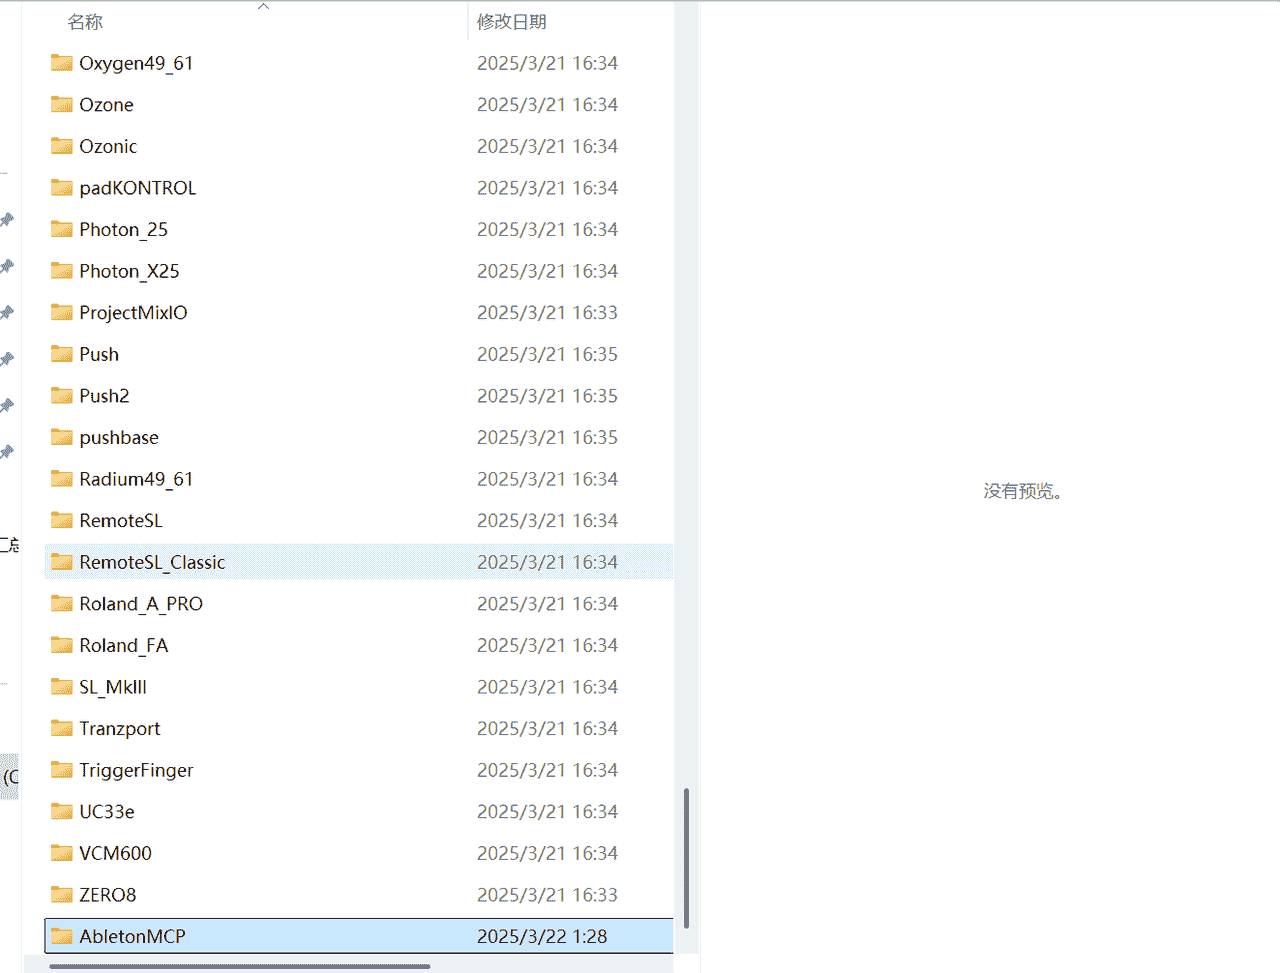 名称 修改日期
Oxygen49_61 2025/3/21 16:34
Ozone 2025/3/21 16:34
Ozonic 2025/3/21 16:34
padKONTROL 2025/3/21 16:34
Photon_25 2025/3/21 16:34
Photon_X25 2025/3/21 16:34
ProjectMixIO 2025/3/21 16:33
Push 2025/3/21 16:35
Push2 2025/3/21 16:35
pushbase 2025/3/21 16:35
Radium49_61 2025/3/21 16:34
没有预览。
RemoteSL 2025/3/21 16:34
RemoteSL_Classic 2025/3/21 16:34
Roland_A_PRO 2025/3/21 16:34
Roland_FA 2025/3/21 16:34
SL_MkIII 2025/3/21 16:34
Tranzport 2025/3/21 16:34
TriggerFinger 2025/3/21 16:34
UC33e 2025/3/21 16:34
VCM600 2025/3/21 16:34
ZERO8 2025/3/21 16:33
AbletonMCP 2025/3/22 1:28